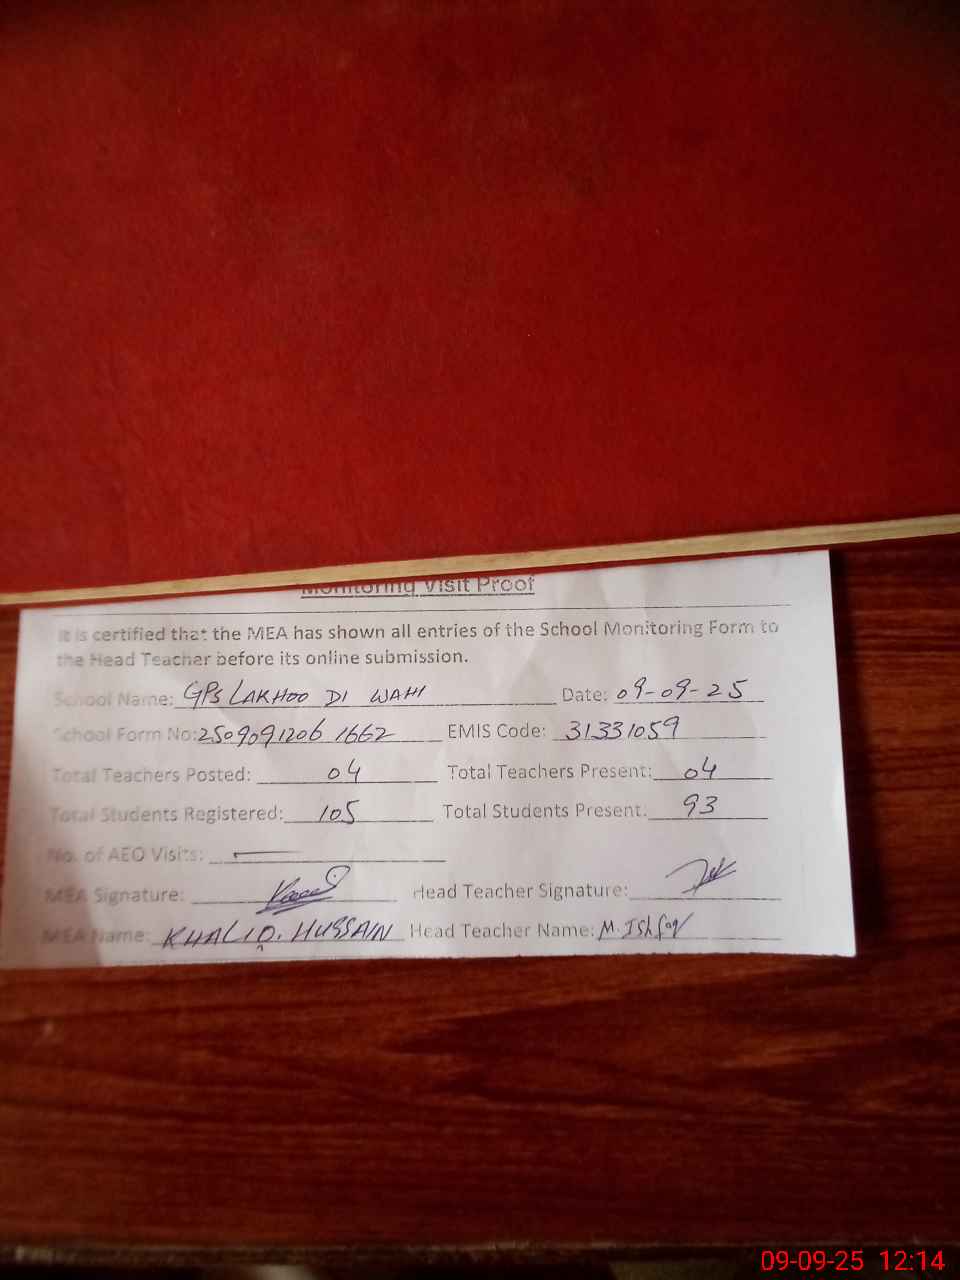 Monitoring Visit Proof
It is certified that the MEA has shown all entries of the School Monitoring Form to
the Head Teacher before its online submission.
School Name: GPS LAKHOO DI WAHI Date: 09-09-25
School Form No: 2509091206 1662 EMIS Code: 31331059
Total Teachers Posted: 04 Total Teachers Present: 04
Total Students Registered: 105 Total Students Present: 93
No. of AEO Visits: —
MEA Signature: Head Teacher Signature:
MEA Name: KHALIQ. HUSSAIN Head Teacher Name: M. Ishfaq
09-09-25 12:14